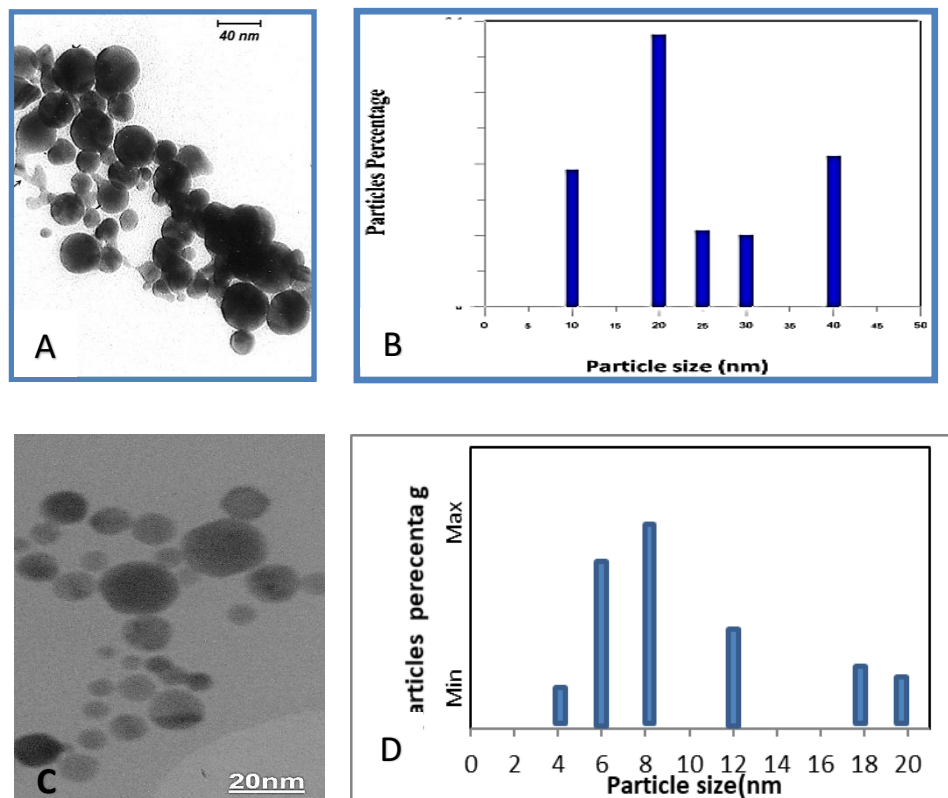 40 nm
A
Particles Percentage
0 5 10 15 20 25 30 35 40 45 50
B
Particle size (nm)
20nm
C
articles perecentag
Max
Min
0 2 4 6 8 10 12 14 16 18 20
D
Particle size(nm